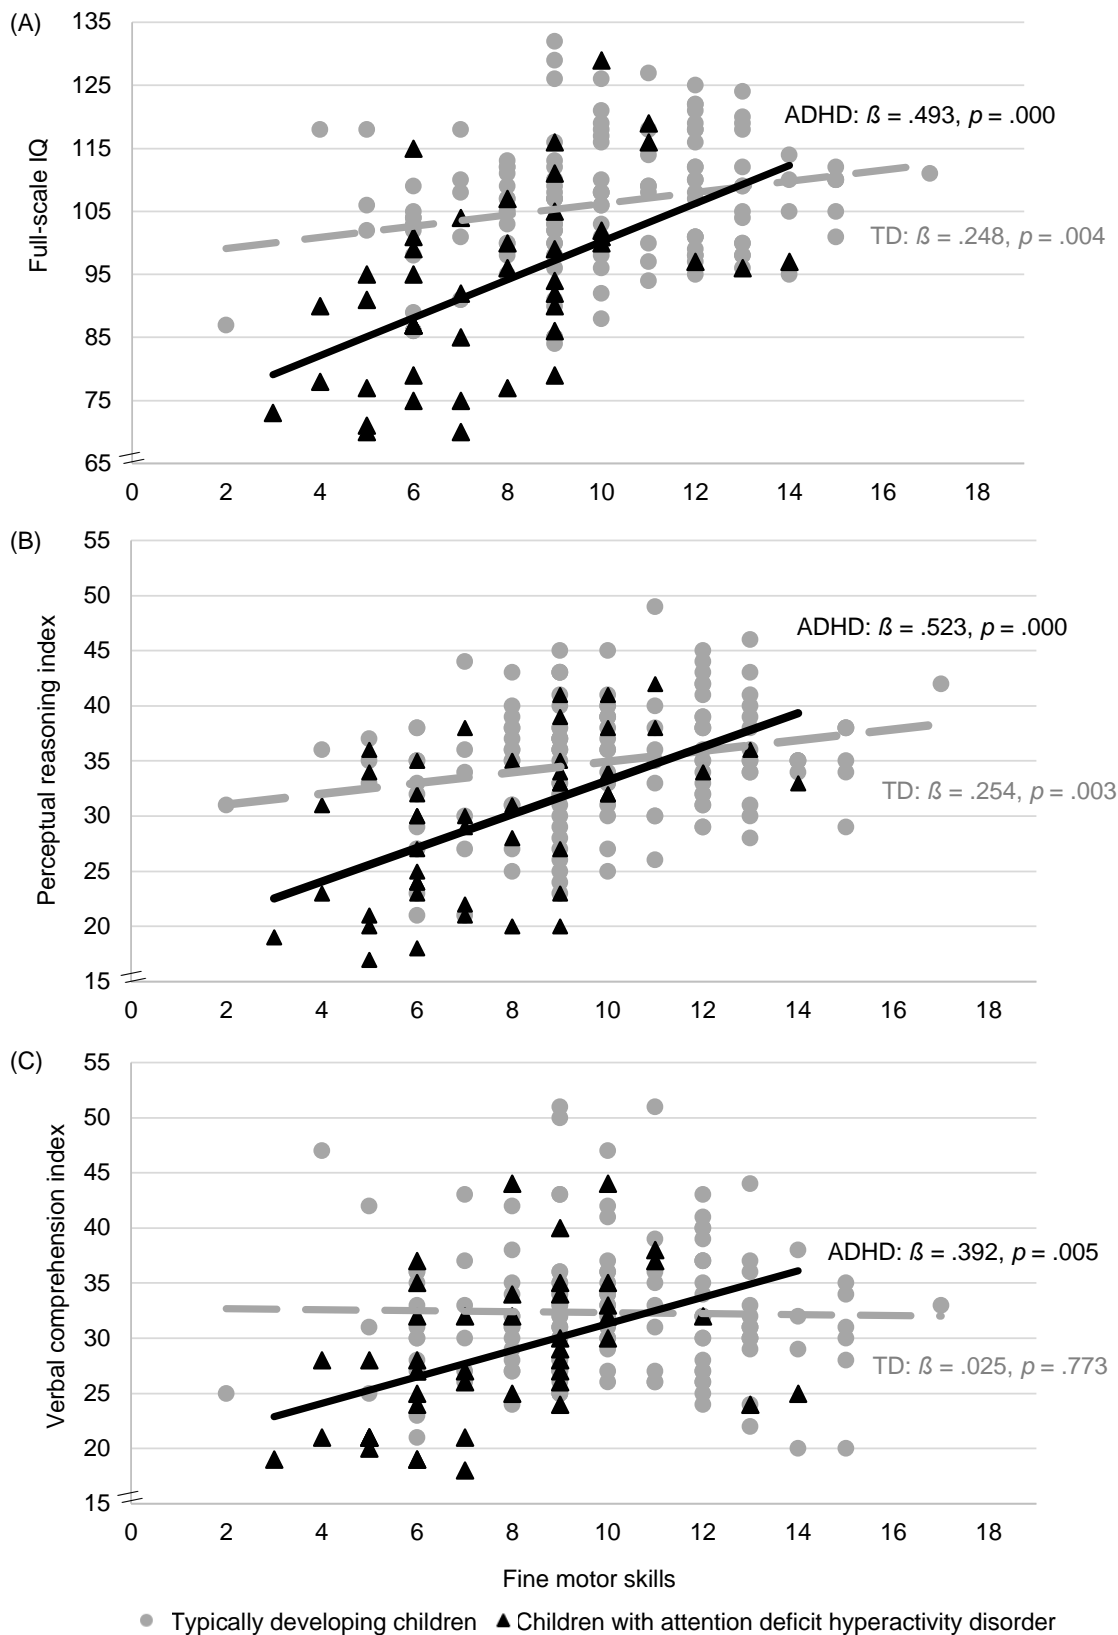 (A)
135
125
115
105
95
85
75
65
Full-scale IQ
ADHD: ß = .493, p = .000
TD: ß = .248, p = .004
0 2 4 6 8 10 12 14 16 18
(B)
55
50
45
40
35
30
25
20
15
Perceptual reasoning index
ADHD: ß = .523, p = .000
TD: ß = .254, p = .003
0 2 4 6 8 10 12 14 16 18
(C)
55
50
45
40
35
30
25
20
15
Verbal comprehension index
ADHD: ß = .392, p = .005
TD: ß = .025, p = .773
0 2 4 6 8 10 12 14 16 18
Fine motor skills
Typically developing children Children with attention deficit hyperactivity disorder